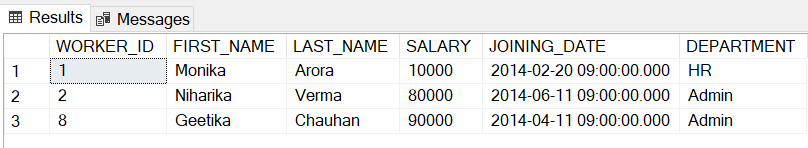 Results Messages
WORKER_ID FIRST_NAME LAST_NAME SALARY JOINING_DATE DEPARTMENT
1 1 Monika Arora 10000 2014-02-20 09:00:00.000 HR
2 2 Niharika Verma 80000 2014-06-11 09:00:00.000 Admin
3 8 Geetika Chauhan 90000 2014-04-11 09:00:00.000 Admin